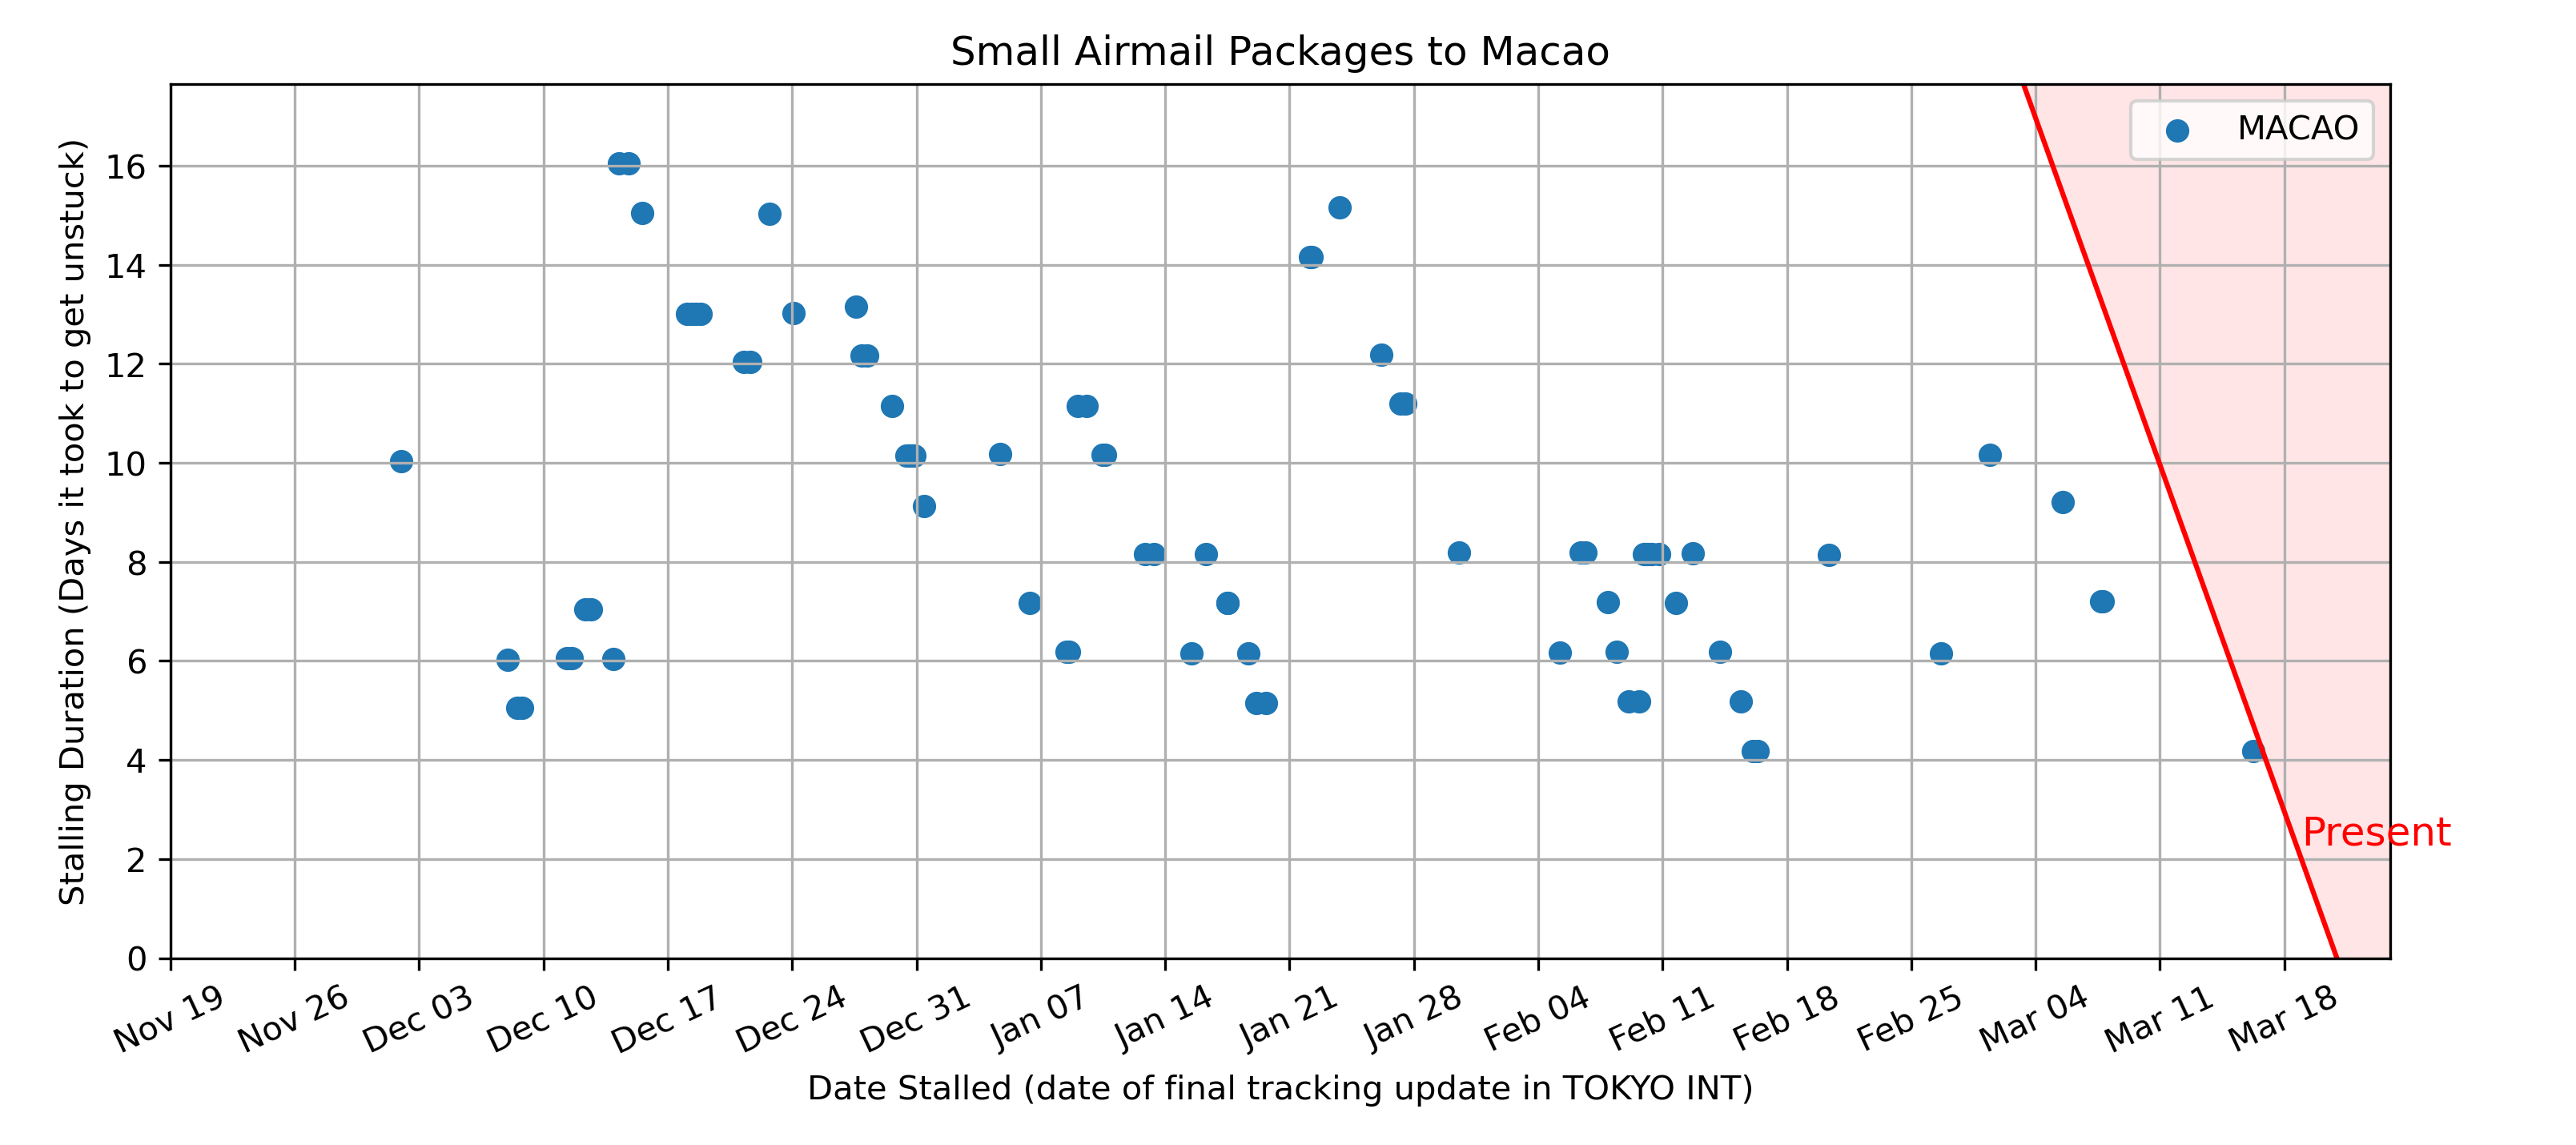 Small Airmail Packages to Macao
MACAO
Stalling Duration (Days it took to get unstuck)
16
14
12
10
8
6
4
2
0
Present
Nov 19
Nov 26
Dec 03
Dec 10
Dec 17
Dec 24
Dec 31
Jan 07
Jan 14
Jan 21
Jan 28
Feb 04
Feb 11
Feb 18
Feb 25
Mar 04
Mar 11
Mar 18
Date Stalled (date of final tracking update in TOKYO INT)